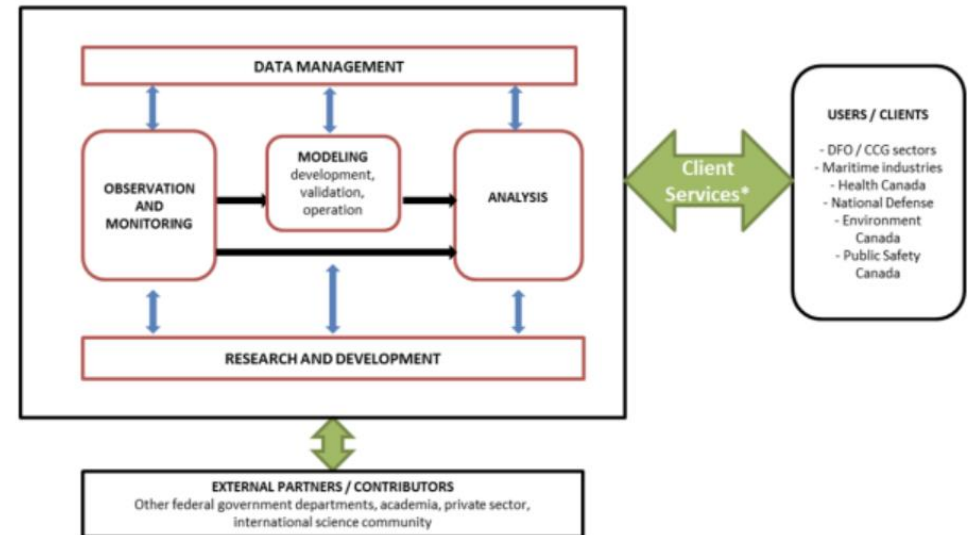 DATA MANAGEMENT
OBSERVATION
AND
MONITORING
MODELING
development,
validation,
operation
ANALYSIS
RESEARCH AND DEVELOPMENT
Client
Services*
USERS / CLIENTS
- DFO / CCG sectors
- Maritime industries
- Health Canada
- National Defense
- Environment
Canada
- Public Safety
Canada
EXTERNAL PARTNERS / CONTRIBUTORS
Other federal government departments, academia, private sector,
international science community